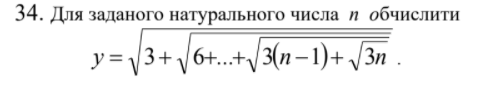 34. Для заданого натурального числа n обчислити
y = √(3 + √(6+...+√(3(n−1)+ √(3n)))) .